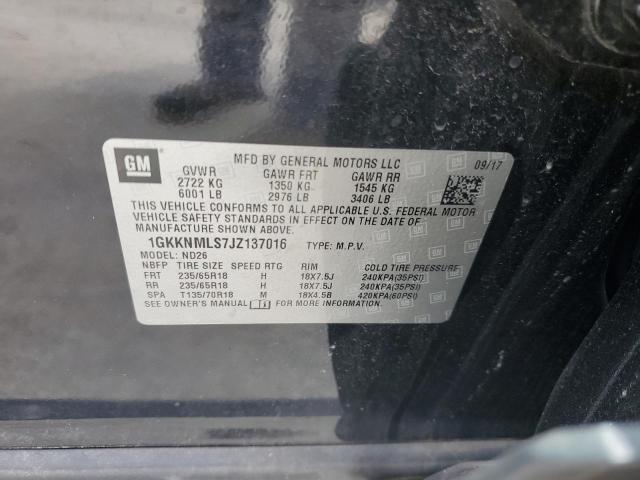 GM
MFD BY GENERAL MOTORS LLC
09/17
GVWR GAWR FRT GAWR RR
2722 KG 1350 KG 1545 KG
6001 LB 2976 LB 3406 LB
THIS VEHICLE CONFORMS TO ALL APPLICABLE U.S. FEDERAL MOTOR
VEHICLE SAFETY STANDARDS IN EFFECT ON THE DATE OF
MANUFACTURE SHOWN ABOVE.
1GKKNMLS7JZ137016 TYPE: M.P.V.
MODEL: ND26
NBFP TIRE SIZE SPEED RTG RIM COLD TIRE PRESSURE
FRT 235/65R18 H 18X7.5J 240KPA(35PSI)
RR 235/65R18 H 18X7.5J 240KPA(35PSI)
SPA T135/70R18 M 18X4.5B 420KPA(60PSI)
SEE OWNER'S MANUAL FOR MORE INFORMATION.